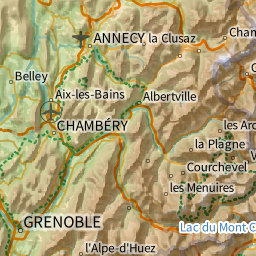 ANNECY
la Clusaz
Cham
Belley
Aix-les-Bains
Albertville
CHAMBÉRY
les Arc
la Plagne
Courchevel
les Menuires
GRENOBLE
Lac du Mont-C
l'Alpe-d'Huez